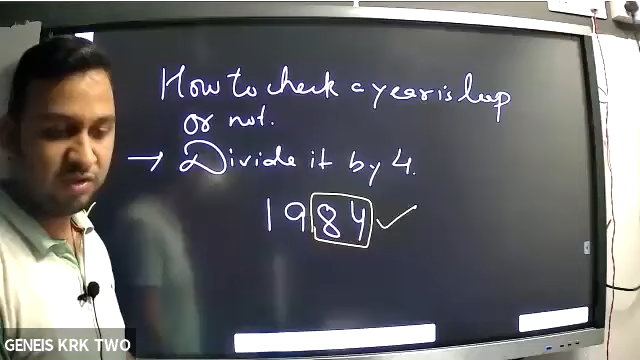 How to check a year is leap
or not.
→ Divide it by 4.
1984 ✓
GENEIS KRK TWO